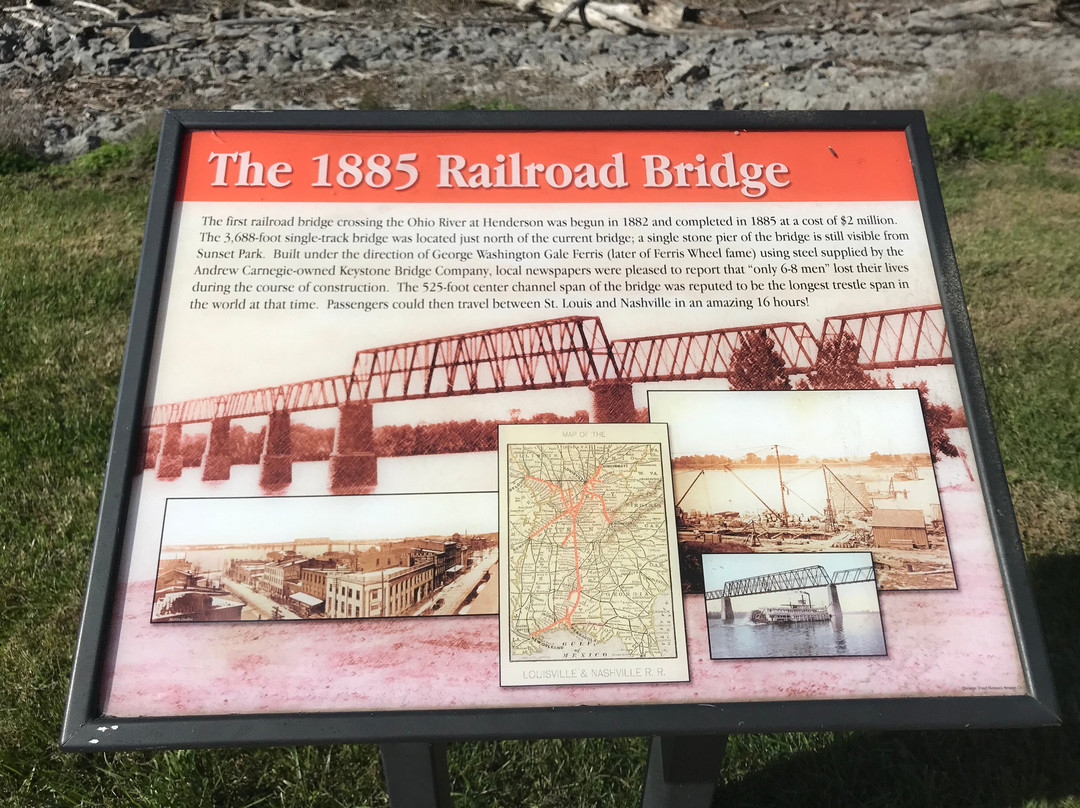 The 1885 Railroad Bridge
The first railroad bridge crossing the Ohio River at Henderson was begun in 1882 and completed in 1885 at a cost of $2 million.
The 3,688-foot single-track bridge was located just north of the current bridge; a single stone pier of the bridge is still visible from
Sunset Park.  Built under the direction of George Washington Gale Ferris (later of Ferris Wheel fame) using steel supplied by the
Andrew Carnegie-owned Keystone Bridge Company, local newspapers were pleased to report that “only 6-8 men” lost their lives
during the course of construction.  The 525-foot center channel span of the bridge was reputed to be the longest trestle span in
the world at that time.  Passengers could then travel between St. Louis and Nashville in an amazing 16 hours!
MAP OF THE
GULF
of
MEXICO
LOUISVILLE & NASHVILLE R. R.